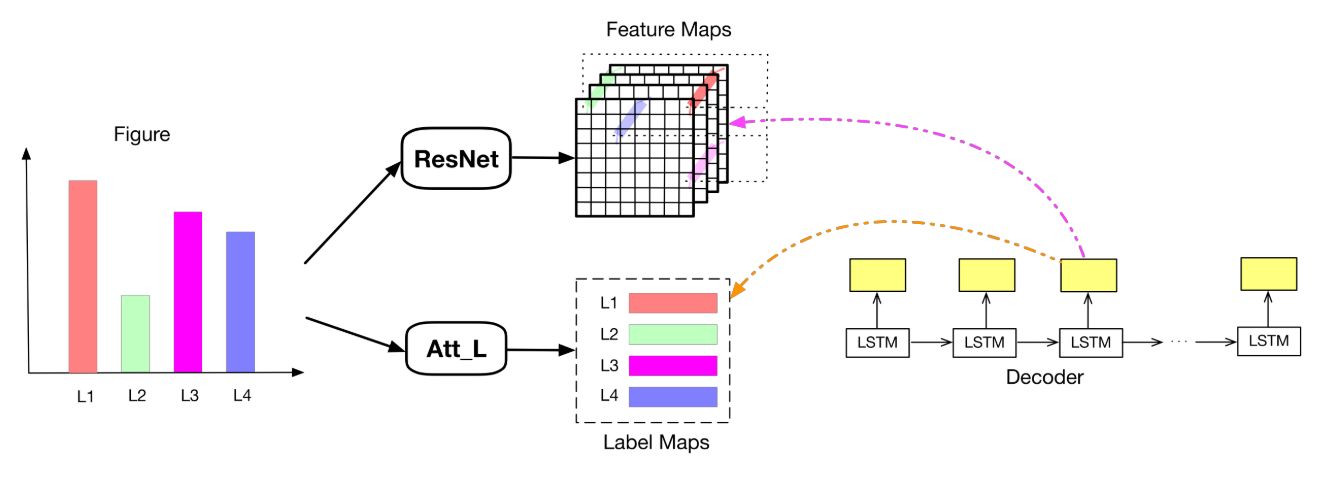 Feature Maps
Figure
ResNet
L1
L2
L3
L4
Att_L
L1
L2
L3
L4
Label Maps
LSTM
LSTM
LSTM
...
LSTM
Decoder